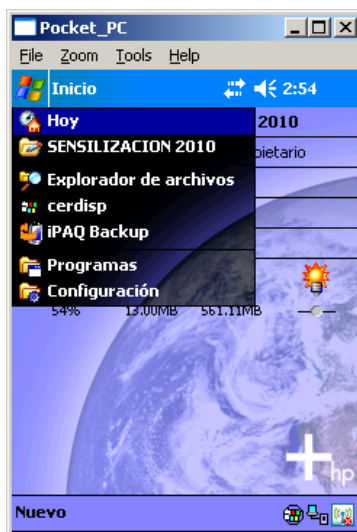 Pocket_PC
File Zoom Tools Help
Inicio 2:54
Hoy 2010
SENSILIZACION 2010 pietario
Explorador de archivos
cerdisp
iPAQ Backup
Programas
Configuración
54% 13.00MB 561.11MB
hp
Nuevo